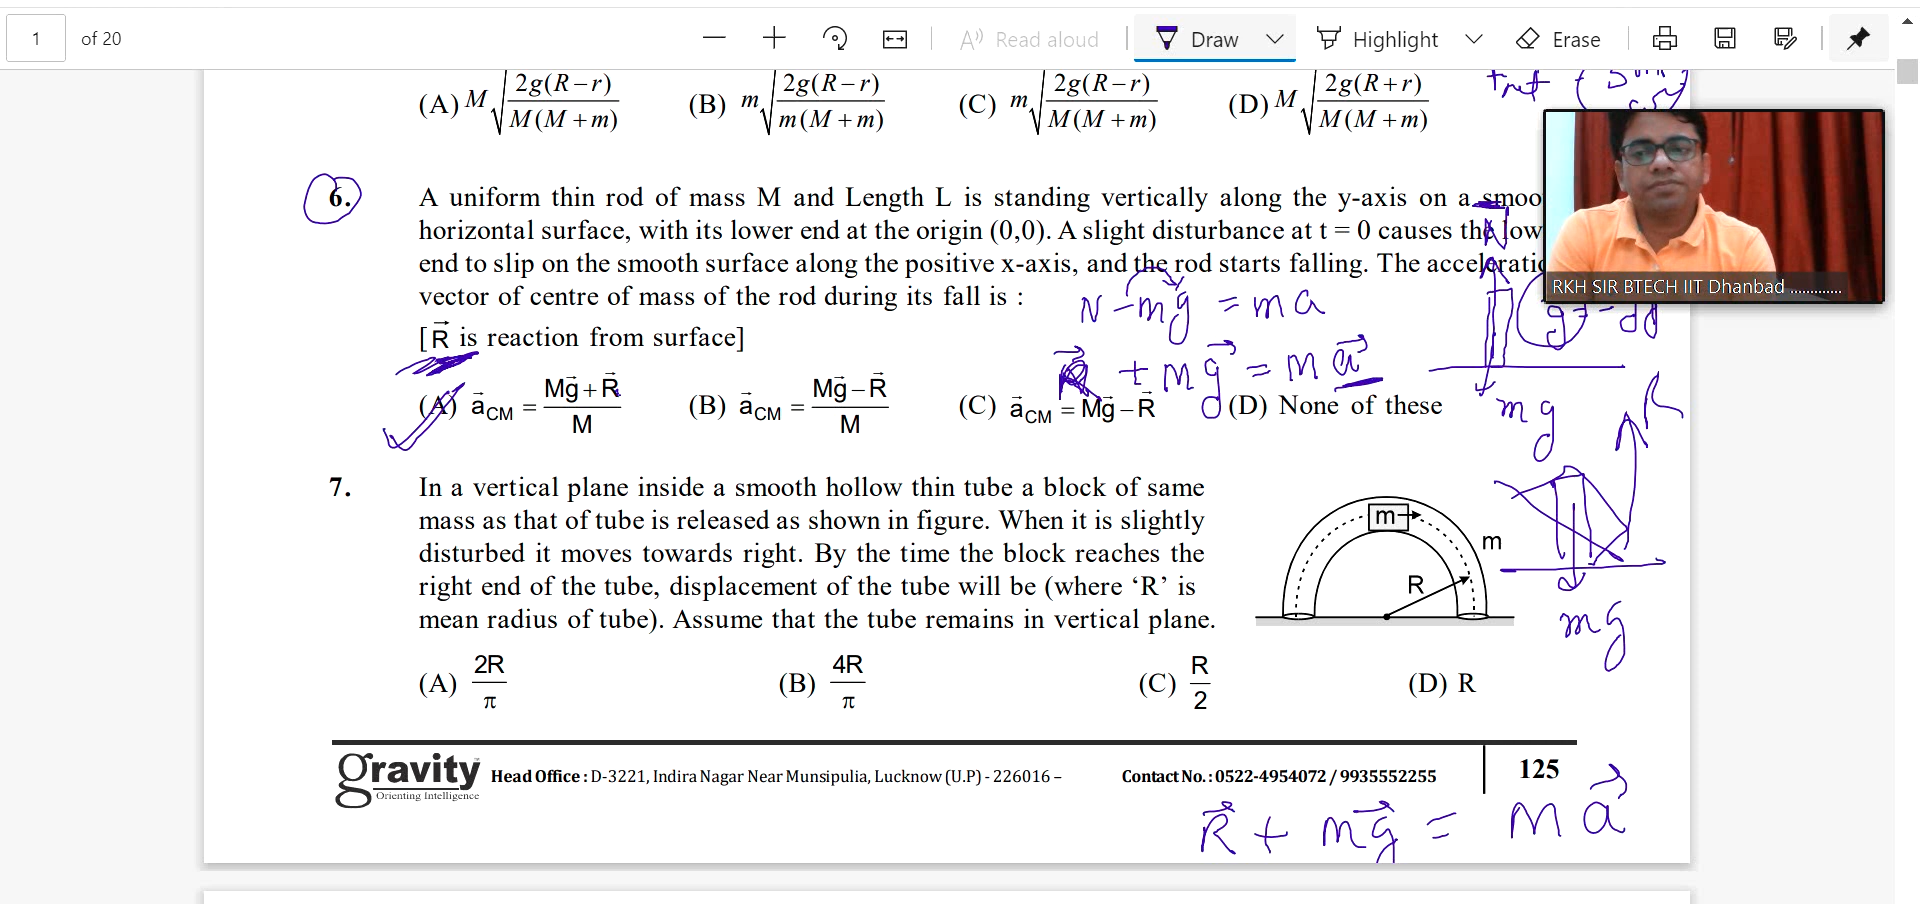 1 of 20 Read aloud Draw Highlight Erase
(A) M√(2g(R−r)/M(M+m)) (B) m√(2g(R−r)/m(M+m)) (C) m√(2g(R−r)/M(M+m)) (D) M√(2g(R+r)/M(M+m))
6. A uniform thin rod of mass M and Length L is standing vertically along the y-axis on a smoo
horizontal surface, with its lower end at the origin (0,0). A slight disturbance at t = 0 causes the low
end to slip on the smooth surface along the positive x-axis, and the rod starts falling. The accelerati
RKH SIR BTECH IIT Dhanbad .............
vector of centre of mass of the rod during its fall is :
N − mg = ma
[R⃗ is reaction from surface]
+ Mg⃗ = Ma⃗
(A) a⃗CM = (Mg⃗ + R⃗)/M (B) a⃗CM = (Mg⃗ − R⃗)/M (C) a⃗CM = Mg⃗ − R⃗ (D) None of these
mg
R
7. In a vertical plane inside a smooth hollow thin tube a block of same
mass as that of tube is released as shown in figure. When it is slightly
disturbed it moves towards right. By the time the block reaches the
right end of the tube, displacement of the tube will be (where ‘R’ is
mean radius of tube). Assume that the tube remains in vertical plane.
m
m
R
mg
(A) 2R/π (B) 4R/π (C) R/2 (D) R
gravity
Orienting Intelligence
Head Office : D-3221, Indira Nagar Near Munsipulia, Lucknow (U.P) - 226016 – Contact No. : 0522-4954072 / 9935552255 125
R⃗ + mg⃗ = Ma⃗